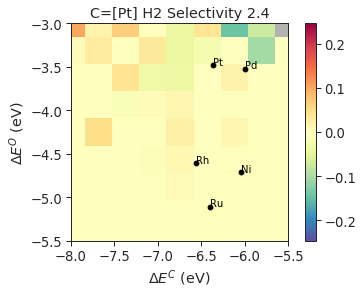 C=[Pt] H2 Selectivity 2.4
−3.0
−3.5
−4.0
−4.5
−5.0
−5.5
ΔE^O (eV)
Pt
Pd
Rh
Ni
Ru
−8.0 −7.5 −7.0 −6.5 −6.0 −5.5
ΔE^C (eV)
0.2
0.1
0.0
−0.1
−0.2